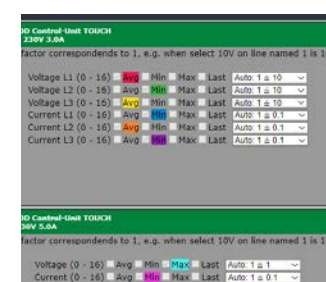 OD Control-Unit TOUCH
230V 3.0A
factor correspondends to 1, e.g. when select 10V on line named 1 is 1
Voltage L1 (0 - 16) Avg Min Max Last Auto: 1 ≙ 10
Voltage L2 (0 - 16) Avg Min Max Last Auto: 1 ≙ 10
Voltage L3 (0 - 16) Avg Min Max Last Auto: 1 ≙ 10
Current L1 (0 - 16) Avg Min Max Last Auto: 1 ≙ 0.1
Current L2 (0 - 16) Avg Min Max Last Auto: 1 ≙ 0.1
Current L3 (0 - 16) Avg Min Max Last Auto: 1 ≙ 0.1
OD Control-Unit TOUCH
30V 5.0A
factor correspondends to 1, e.g. when select 10V on line named 1 is 1
Voltage (0 - 16) Avg Min Max Last Auto: 1 ≙ 1
Current (0 - 16) Avg Min Max Last Auto: 1 ≙ 0.1